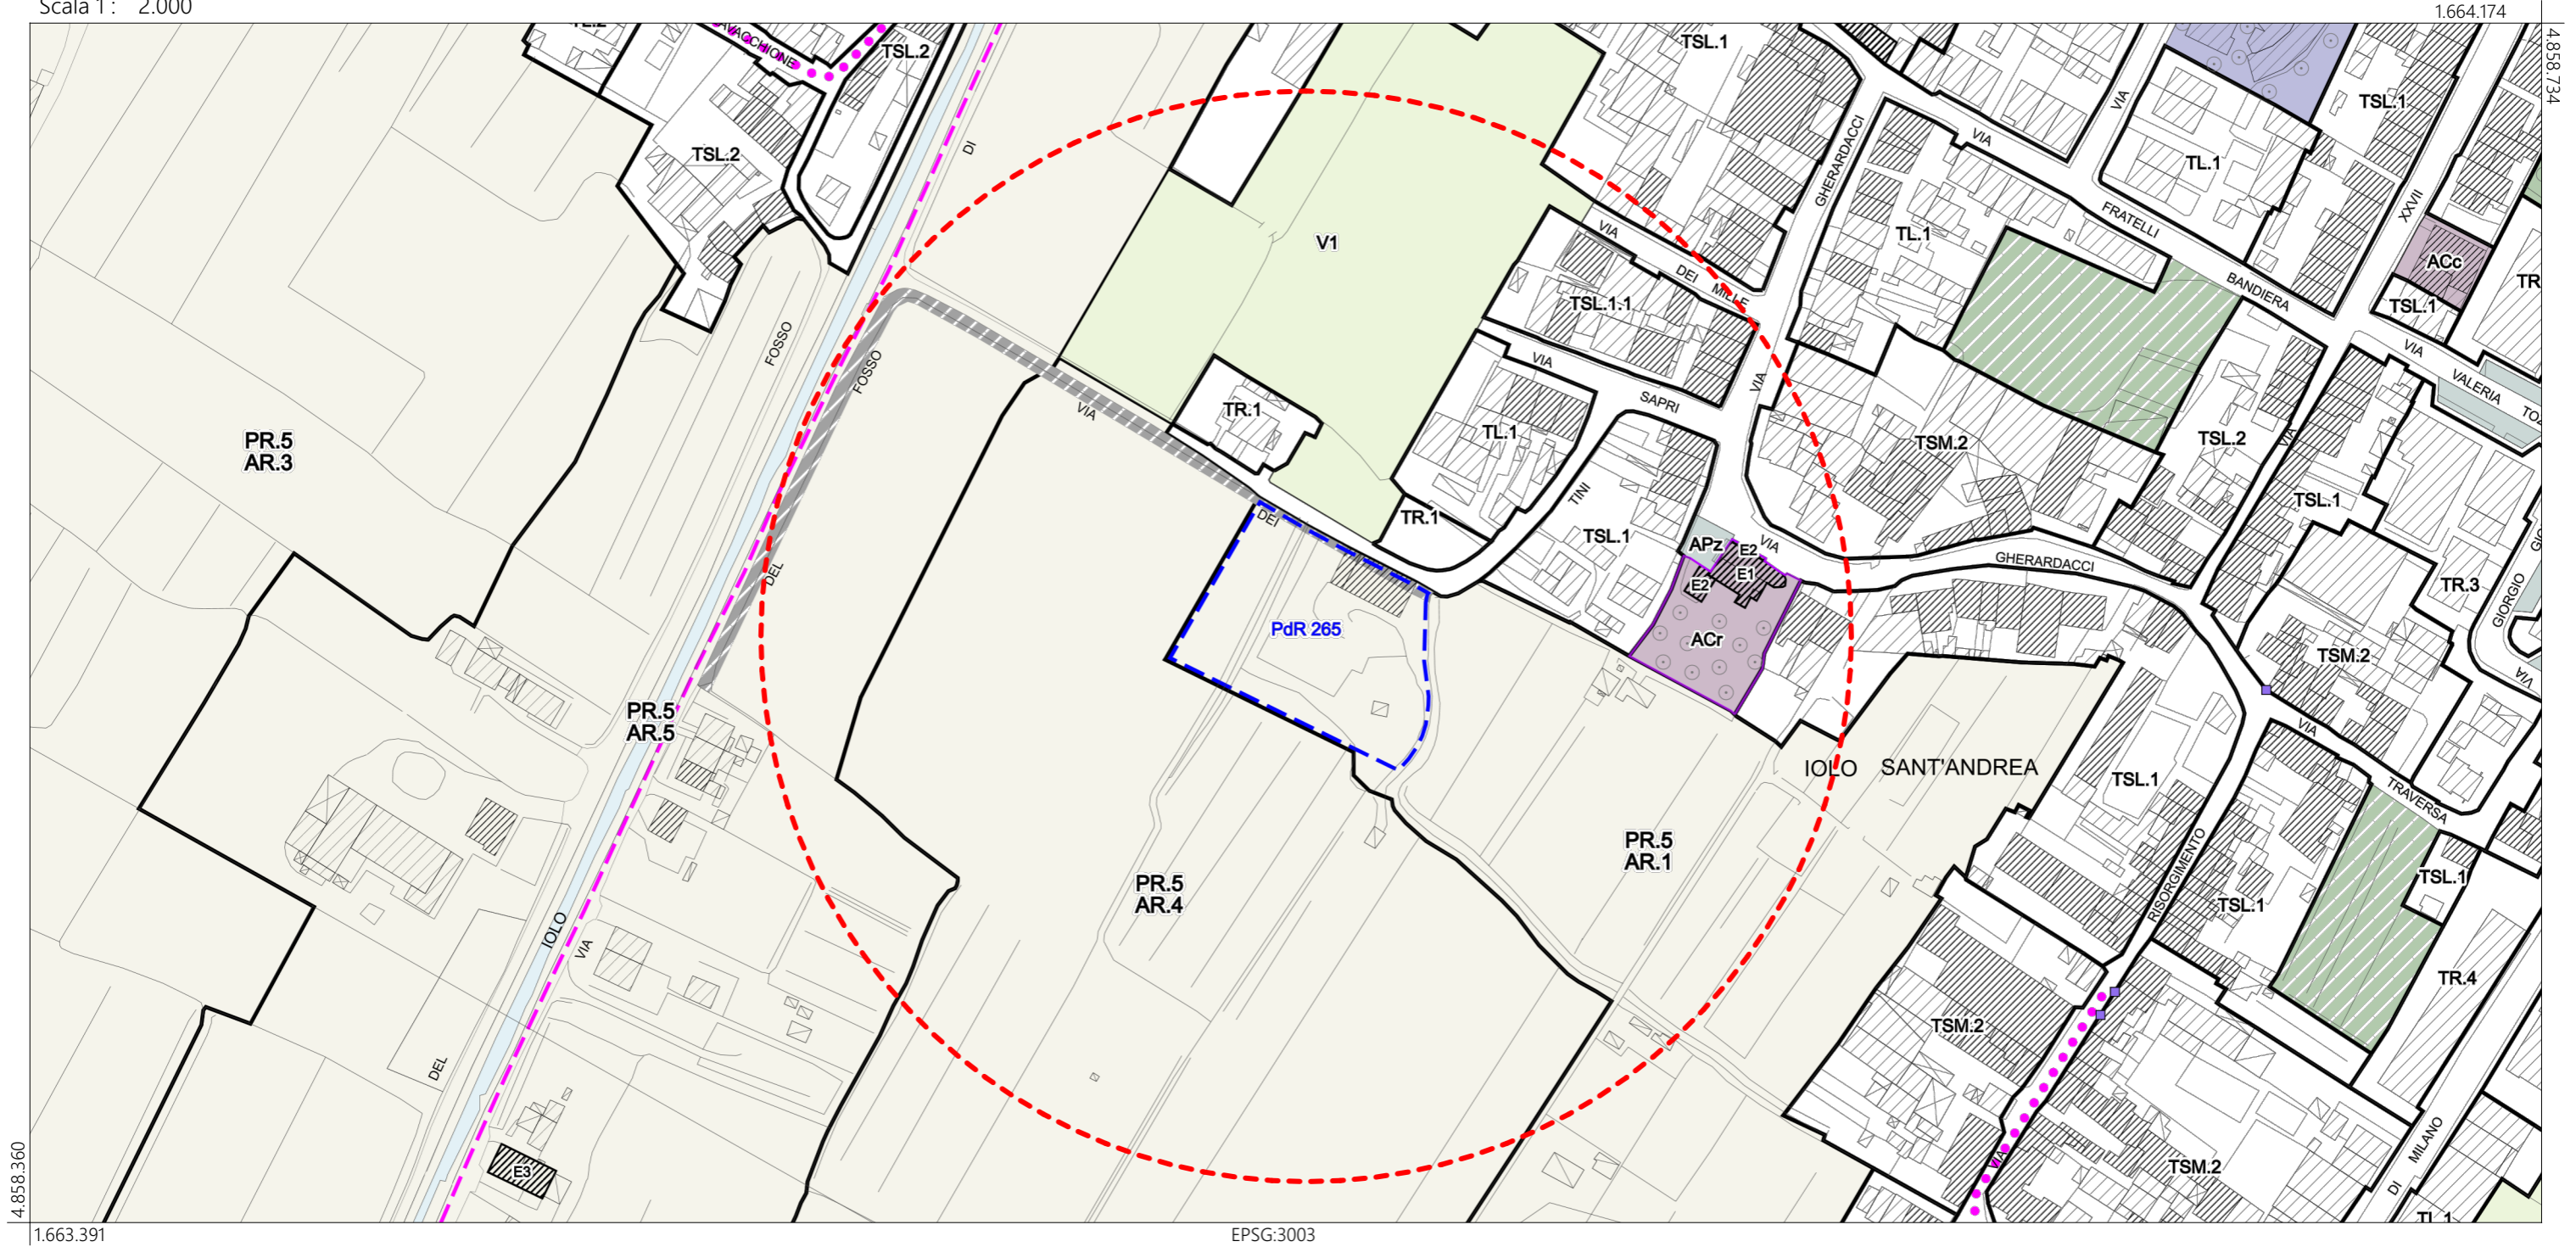 Scala 1 : 2.000
1.664.174
4.858.734
TL.2
TSL.2
DI
TSL.1
VIA
TSL.1
TSL.2
GHERARDACCI
VIA
TL.1
XXVII
FRATELLI
V1
VIA
TL.1
ACc
DEI
MILLE
BANDIERA
TR
TSL.1.1
TSL.1
FOSSO
VIA
VIA
FOSSO
VIA
VALERIA
SAPRI
VIA
TR.1
TL.1
TSM.2
TSL.2
VIA
PR.5
AR.3
TINI
TSL.1
DEI
TR.1
TSL.1
APz
E2
VIA
GHERARDACCI
DEL
E2
E1
TR.3
GIORGIO
PdR 265
ACr
TSM.2
VIA
PR.5
AR.5
VIA
IOLO SANT'ANDREA
TSL.1
TRAVERSA
PR.5
AR.1
RISORGIMENTO
PR.5
AR.4
TSL.1
TSL.1
IOLO
VIA
TR.4
TSM.2
DEL
MILANO
VIA
E3
TSM.2
DI
TL.1
4.858.360
1.663.391
EPSG:3003